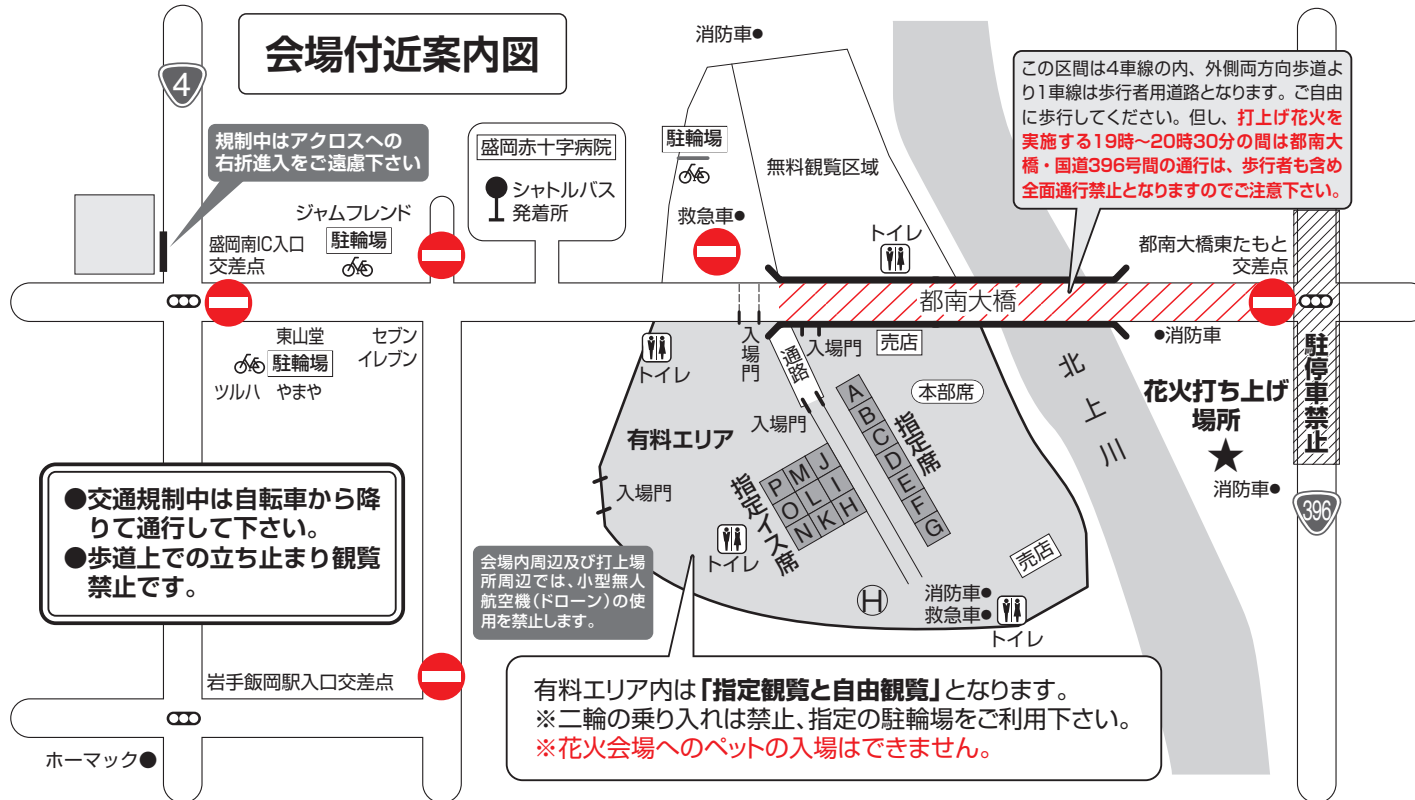 会場付近案内図
4
規制中はアクロスへの
右折進入をご遠慮下さい
盛岡赤十字病院
シャトルバス
発着所
消防車●
駐輪場
無料観覧区域
救急車●
トイレ
この区間は4車線の内、外側両方向歩道よ
り1車線は歩行者用道路となります。ご自由
に歩行してください。但し、打上げ花火を
実施する19時～20時30分の間は都南大
橋・国道396号間の通行は、歩行者も含め
全面通行禁止となりますのでご注意下さい。
ジャムフレンド
駐輪場
盛岡南IC入口
交差点
都南大橋東たもと
交差点
都南大橋
東山堂
駐輪場
ツルハ やまや
セブン
イレブン
トイレ
入場門
通路
入場門
売店
●消防車
駐停車禁止
本部席
北上川
花火打ち上げ
場所
★
消防車●
396
有料エリア
入場門
指定席
A
B
C
D
E
F
G
入場門
指定イス席
P M J
O L I
N K H
トイレ
売店
●交通規制中は自転車から降
りて通行して下さい。
●歩道上での立ち止まり観覧
禁止です。
会場内周辺及び打上場
所周辺では、小型無人
航空機(ドローン)の使
用を禁止します。
H
消防車●
救急車●
トイレ
岩手飯岡駅入口交差点
ホーマック●
有料エリア内は「指定観覧と自由観覧」となります。
※二輪の乗り入れは禁止、指定の駐輪場をご利用下さい。
※花火会場へのペットの入場はできません。